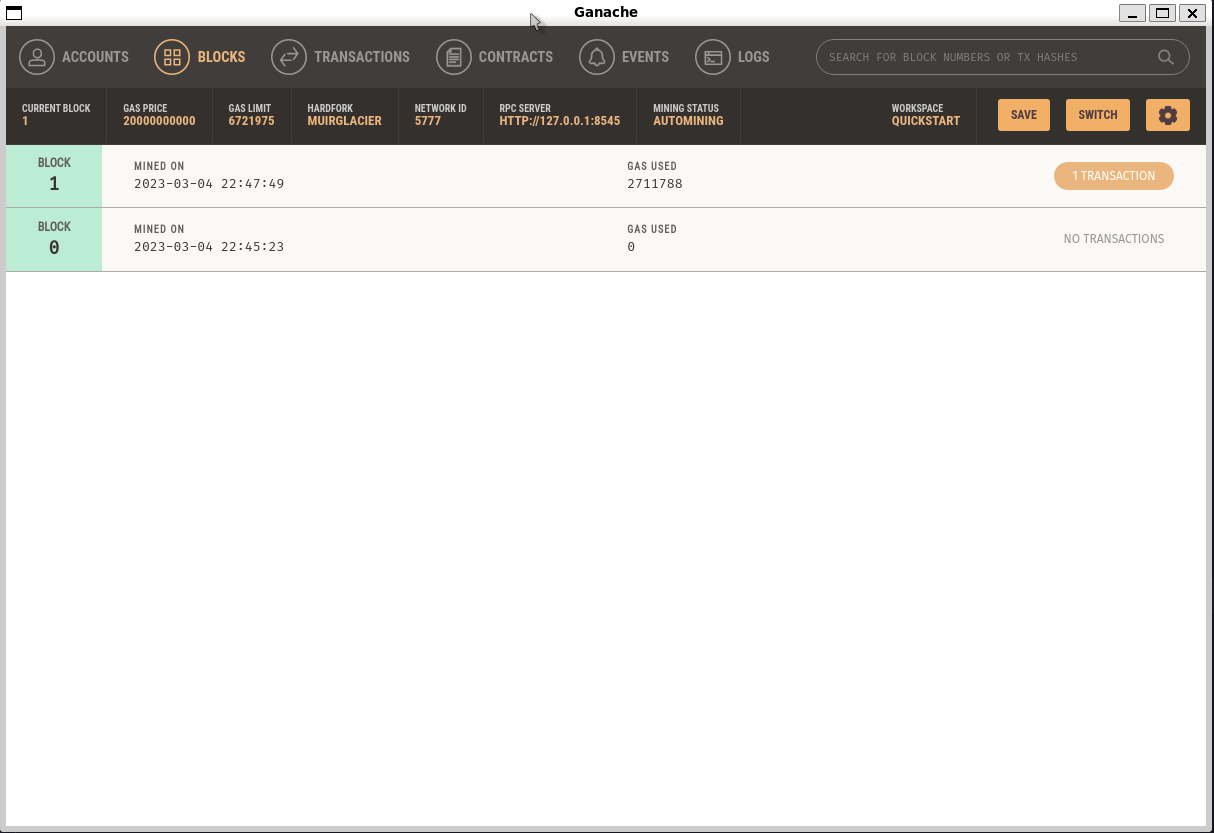 Ganache
ACCOUNTS BLOCKS TRANSACTIONS CONTRACTS EVENTS LOGS SEARCH FOR BLOCK NUMBERS OR TX HASHES
CURRENT BLOCK GAS PRICE GAS LIMIT HARDFORK NETWORK ID RPC SERVER MINING STATUS WORKSPACE
1 20000000000 6721975 MUIRGLACIER 5777 HTTP://127.0.0.1:8545 AUTOMINING QUICKSTART SAVE SWITCH
BLOCK MINED ON GAS USED
1 2023-03-04 22:47:49 2711788 1 TRANSACTION
BLOCK MINED ON GAS USED
0 2023-03-04 22:45:23 0 NO TRANSACTIONS